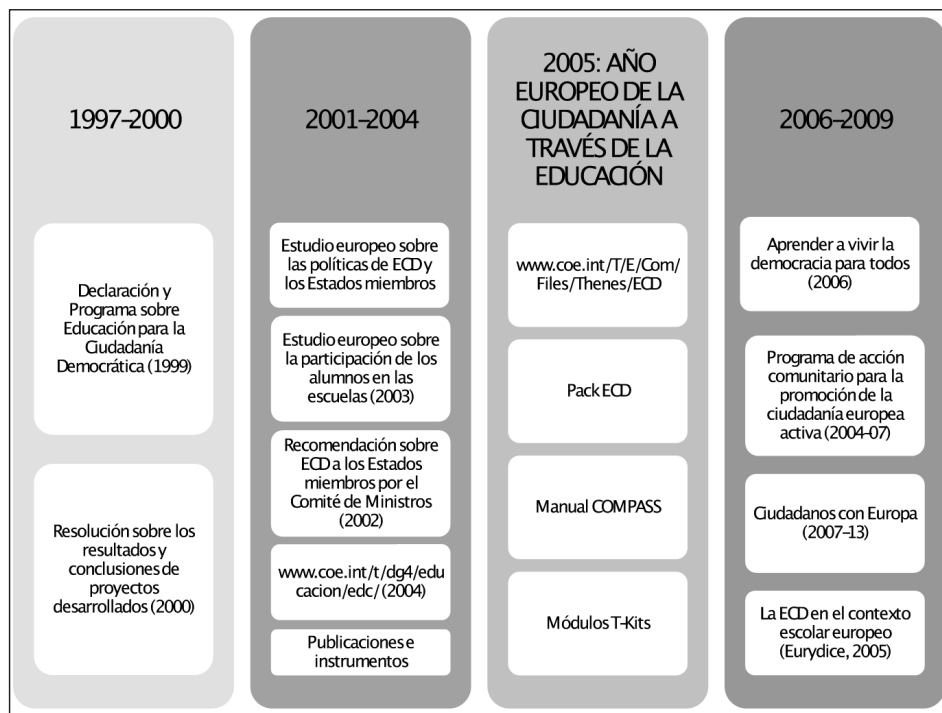 1997–2000
Declaración y
Programa sobre
Educación para la
Ciudadanía
Democrática (1999)
Resolución sobre los
resultados y
conclusiones de
proyectos
desarrollados (2000)
2001–2004
Estudio europeo sobre
las políticas de ECD y
los Estados miembros
Estudio europeo sobre
la participación de los
alumnos en las
escuelas (2003)
Recomendación sobre
ECD a los Estados
miembros por el
Comité de Ministros
(2002)
www.coe.int/t/dg4/edu
cacion/edc/ (2004)
Publicaciones e
instrumentos
2005: AÑO
EUROPEO DE LA
CIUDADANÍA A
TRAVÉS DE LA
EDUCACIÓN
www.coe.int/T/E/Com/
Files/Thenes/ECD
Pack ECD
Manual COMPASS
Módulos T-Kits
2006–2009
Aprender a vivir la
democracia para todos
(2006)
Programa de acción
comunitario para la
promoción de la
ciudadanía europea
activa (2004-07)
Ciudadanos con Europa
(2007–13)
La ECD en el contexto
escolar europeo
(Eurydice, 2005)